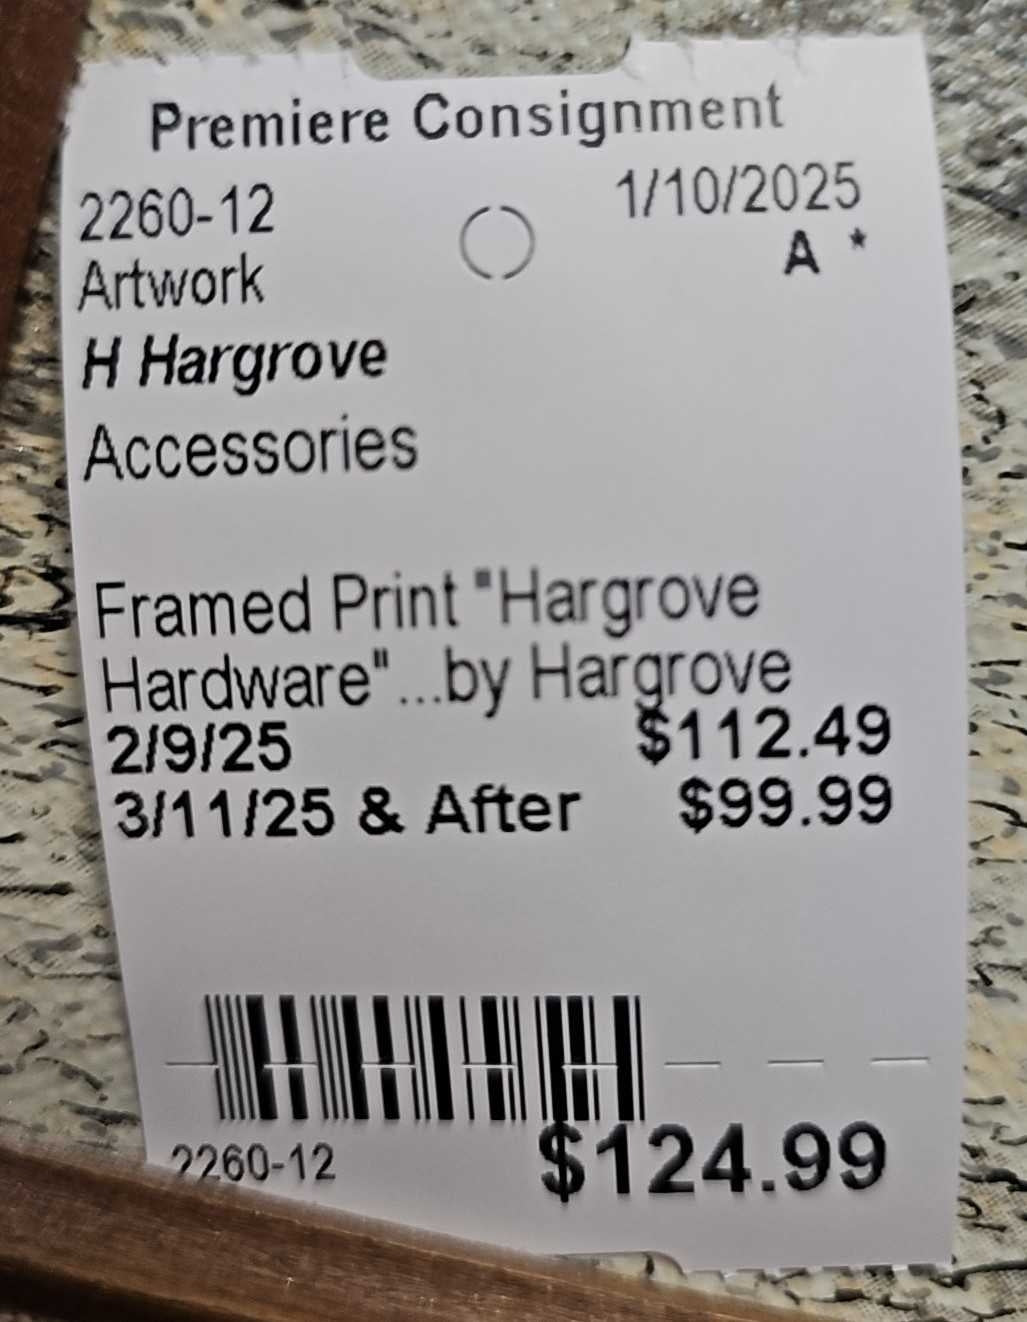 Premiere Consignment
2260-12 1/10/2025
Artwork A *
H Hargrove
Accessories
Framed Print "Hargrove
Hardware"...by Hargrove
2/9/25 $112.49
3/11/25 & After $99.99
2260-12 $124.99